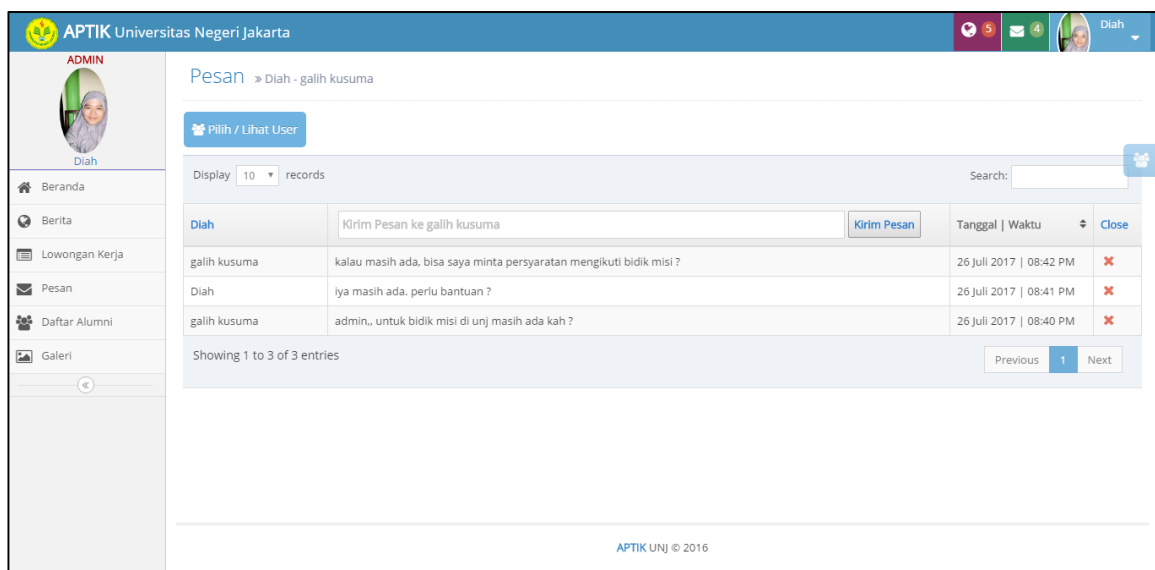 APTIK Universitas Negeri Jakarta
5
4
Diah
ADMIN
Diah
Beranda
Berita
Lowongan Kerja
Pesan
Daftar Alumni
Galeri
Pesan » Diah - galih kusuma
Pilih / Lihat User
Display 10 records
Search:
Diah Kirim Pesan ke galih kusuma Kirim Pesan Tanggal | Waktu Close
galih kusuma kalau masih ada, bisa saya minta persyaratan mengikuti bidik misi ? 26 Juli 2017 | 08:42 PM
Diah iya masih ada. perlu bantuan ? 26 Juli 2017 | 08:41 PM
galih kusuma admin,, untuk bidik misi di unj masih ada kah ? 26 Juli 2017 | 08:40 PM
Showing 1 to 3 of 3 entries
Previous 1 Next
APTIK UNJ © 2016